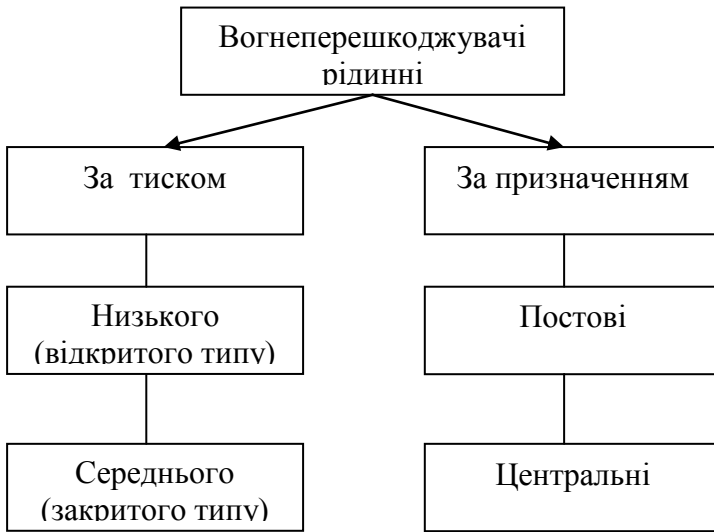 Вогнеперешкоджувачі
рідинні
За тиском
За призначенням
Низького
(відкритого типу)
Постові
Середнього
(закритого типу)
Центральні